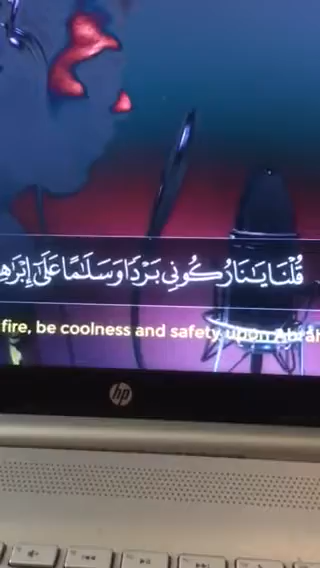 قُلْنَا يَـٰنَارُ كُونِى بَرْدًا وَسَلَـٰمًا عَلَىٰٓ
fire, be coolness and safety upon
hp